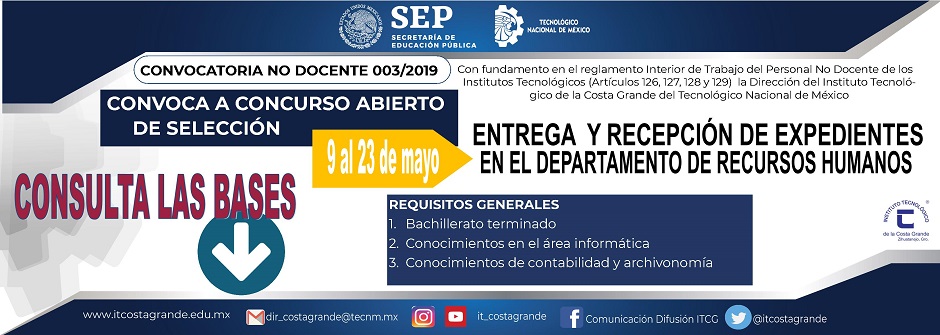 SEP
SECRETARÍA DE
EDUCACIÓN PÚBLICA
TECNOLÓGICO
NACIONAL DE MÉXICO
CONVOCATORIA NO DOCENTE 003/2019
Con fundamento en el reglamento Interior de Trabajo del Personal No Docente de los
Institutos Tecnológicos (Artículos 126, 127, 128 y 129) la Dirección del Instituto Tecnoló-
gico de la Costa Grande del Tecnológico Nacional de México
CONVOCA A CONCURSO ABIERTO
DE SELECCIÓN
9 al 23 de mayo
ENTREGA Y RECEPCIÓN DE EXPEDIENTES
EN EL DEPARTAMENTO DE RECURSOS HUMANOS
CONSULTA LAS BASES
REQUISITOS GENERALES
1. Bachillerato terminado
2. Conocimientos en el área informática
3. Conocimientos de contabilidad y archivonomía
INSTITUTO TECNOLÓGICO
®
de la Costa Grande
Zihuatanejo, Gro.
www.itcostagrande.edu.mx
dir_costagrande@tecnm.mx
it_costagrande
Comunicación Difusión ITCG
@itcostagrande